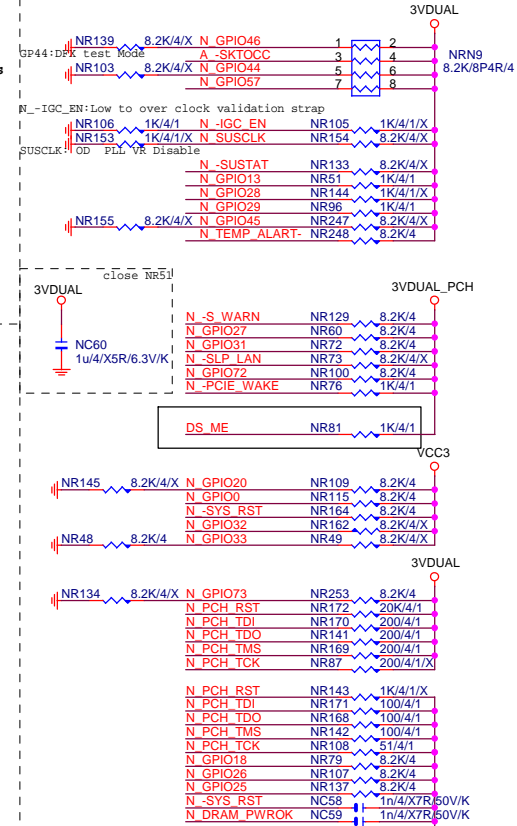 3VDUAL
NR139 8.2K/4/X N_GPIO46 1 2
GP44:DFX test Mode A_-SKTOCC 3 4 NRN9
NR103 8.2K/4/X N_GPIO44 5 6 8.2K/8P4R/4
N_GPIO57 7 8
N_-IGC_EN:Low to over clock validation strap
NR106 1K/4/1 N_-IGC_EN NR105 1K/4/1/X
NR153 1K/4/1/X N_SUSCLK NR154 8.2K/4/X
SUSCLK: OD PLL VR Disable
N_-SUSTAT NR133 8.2K/4/X
N_GPIO13 NR51 1K/4/1
N_GPIO28 NR144 1K/4/1/X
N_GPIO29 NR96 1K/4/1
NR155 8.2K/4/X N_GPIO45 NR247 8.2K/4/X
N_TEMP_ALART- NR248 8.2K/4
close NR51
3VDUAL
NC60
1u/4/X5R/6.3V/K
3VDUAL_PCH
N_-S_WARN NR129 8.2K/4
N_GPIO27 NR60 8.2K/4
N_GPIO31 NR72 8.2K/4
N_-SLP_LAN NR73 8.2K/4/X
N_GPIO72 NR100 8.2K/4
N_-PCIE_WAKE NR76 1K/4/1
DS_ME NR81 1K/4/1
VCC3
NR145 8.2K/4/X N_GPIO20 NR109 8.2K/4
N_GPIO0 NR115 8.2K/4
N_-SYS_RST NR164 8.2K/4
N_GPIO32 NR162 8.2K/4/X
NR48 8.2K/4 N_GPIO33 NR49 8.2K/4/X
3VDUAL
NR134 8.2K/4/X N_GPIO73 NR253 8.2K/4
N_PCH_RST NR172 20K/4/1
N_PCH_TDI NR170 200/4/1
N_PCH_TDO NR141 200/4/1
N_PCH_TMS NR169 200/4/1
N_PCH_TCK NR87 200/4/1/X
N_PCH_RST NR143 1K/4/1/X
N_PCH_TDI NR171 100/4/1
N_PCH_TDO NR168 100/4/1
N_PCH_TMS NR142 100/4/1
N_PCH_TCK NR108 51/4/1
N_GPIO18 NR79 8.2K/4
N_GPIO26 NR107 8.2K/4
N_GPIO25 NR137 8.2K/4
N_-SYS_RST NC58 1n/4/X7R/50V/K
N_DRAM_PWROK NC59 1n/4/X7R/50V/K